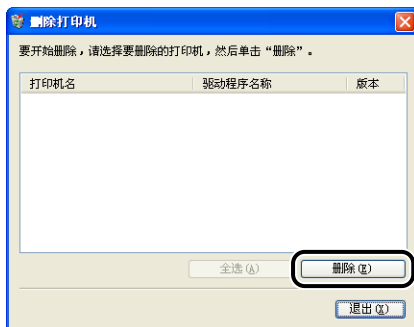 删除打印机
要开始删除，请选择要删除的打印机，然后单击“删除”。
打印机名 驱动程序名称 版本
全选(A) 删除(E)
退出(X)